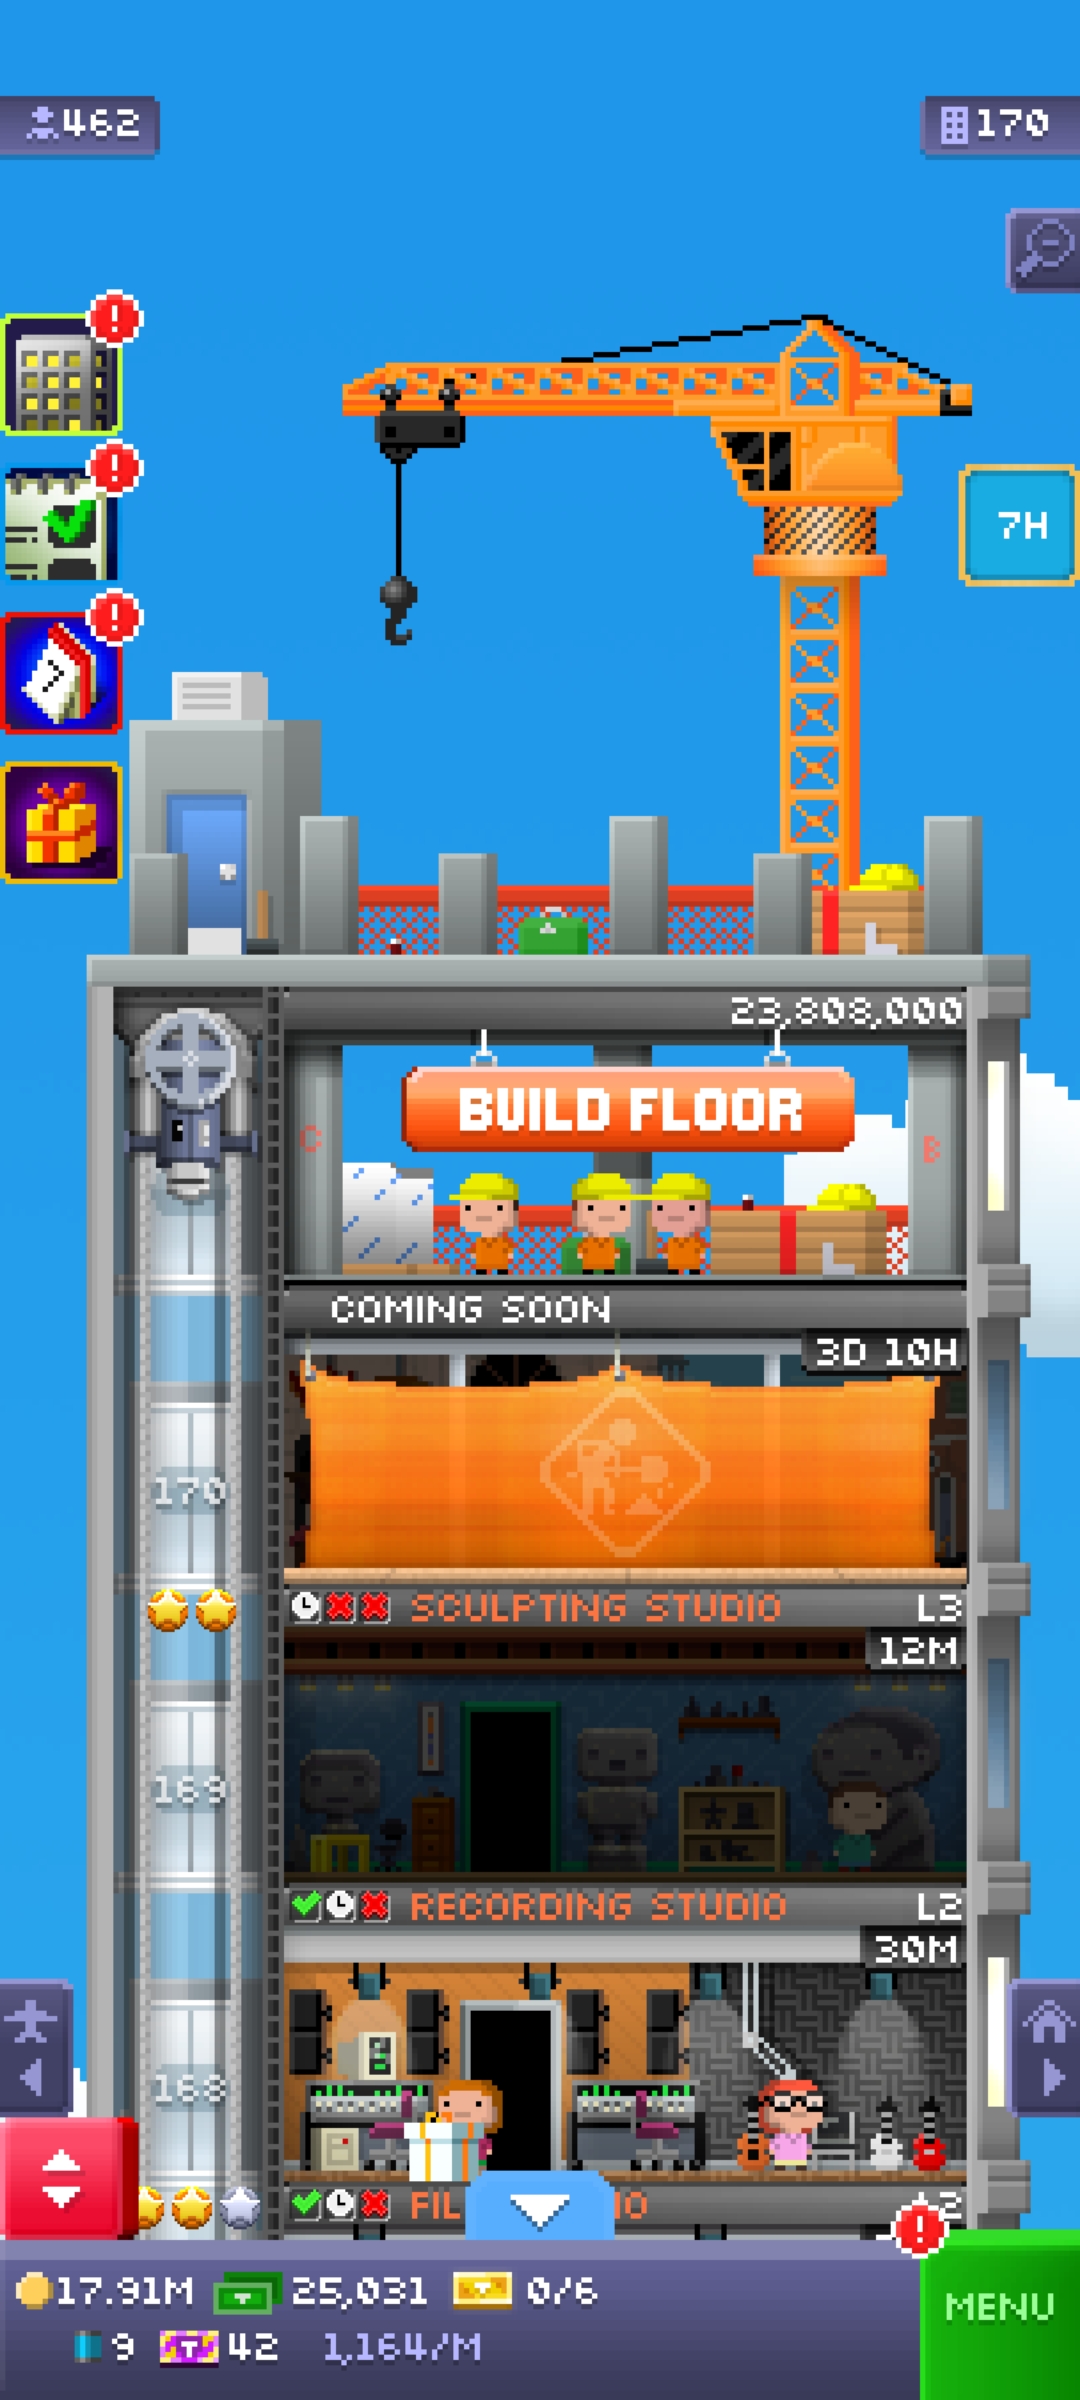 462
170
7H
23,808,000
BUILD FLOOR
C
B
COMING SOON
3D 10H
170
SCULPTING STUDIO
L3
12M
169
RECORDING STUDIO
L2
30M
168
17.91M
25,031
0/6
MENU
9
42
1,164/M